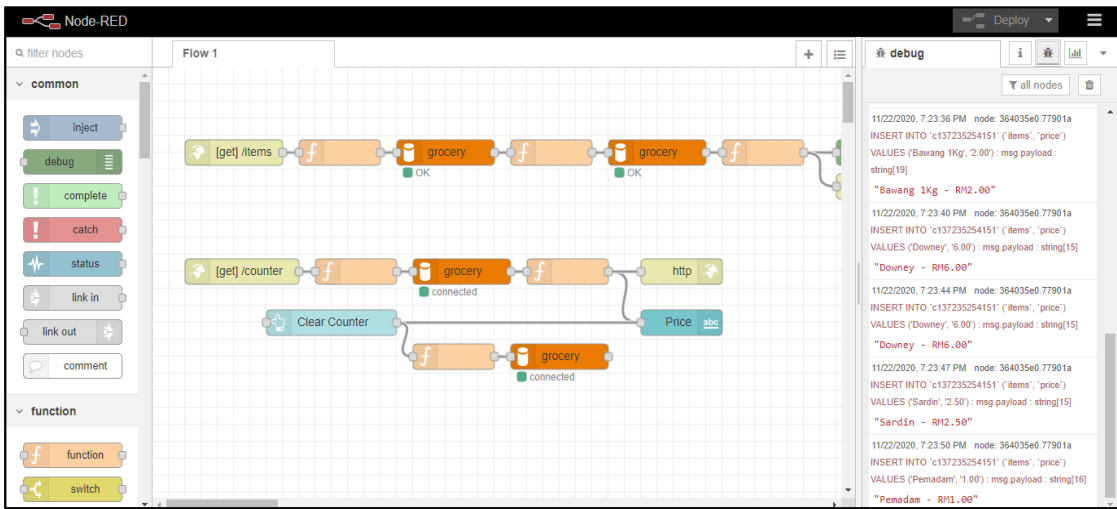 Node-RED
Deploy
filter nodes
Flow 1
debug
i
common
all nodes
inject
debug
complete
catch
status
link in
link out
comment
function
function
switch
[get] /items
f
grocery
f
grocery
f
OK
OK
[get] /counter
f
grocery
f
http
connected
Clear Counter
Price abc
f
grocery
connected
11/22/2020, 7:23:36 PM node: 364035e0.77901a
INSERT INTO `c137235254151` (`items`, `price`)
VALUES ('Bawang 1Kg', '2.00') : msg.payload :
string[19]
"Bawang 1Kg - RM2.00"
11/22/2020, 7:23:40 PM node: 364035e0.77901a
INSERT INTO `c137235254151` (`items`, `price`)
VALUES ('Downey', '6.00') : msg.payload : string[15]
"Downey - RM6.00"
11/22/2020, 7:23:44 PM node: 364035e0.77901a
INSERT INTO `c137235254151` (`items`, `price`)
VALUES ('Downey', '6.00') : msg.payload : string[15]
"Downey - RM6.00"
11/22/2020, 7:23:47 PM node: 364035e0.77901a
INSERT INTO `c137235254151` (`items`, `price`)
VALUES ('Sardin', '2.50') : msg.payload : string[15]
"Sardin - RM2.50"
11/22/2020, 7:23:50 PM node: 364035e0.77901a
INSERT INTO `c137235254151` (`items`, `price`)
VALUES ('Pemadam', '1.00') : msg.payload : string[16]
"Pemadam - RM1.00"